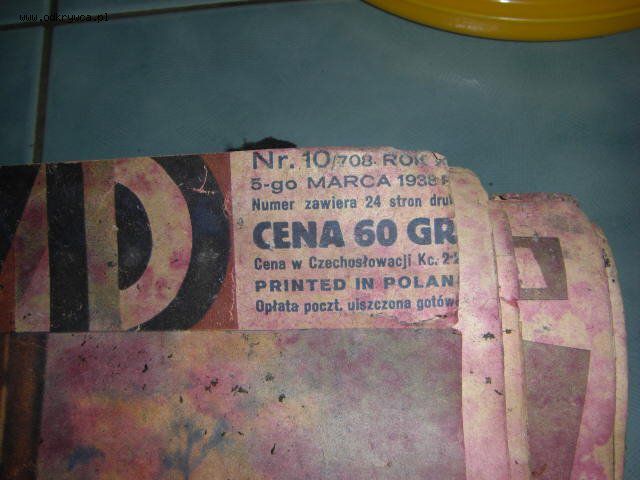 www.odkrywca.pl
AD
Nr. 10/708. ROK
5-go MARCA 1938
Numer zawiera 24 stron
CENA 60 GR
Cena w Czechosłowacji Kc.
PRINTED IN POLAN
Opłata poczt. uiszczona gotów